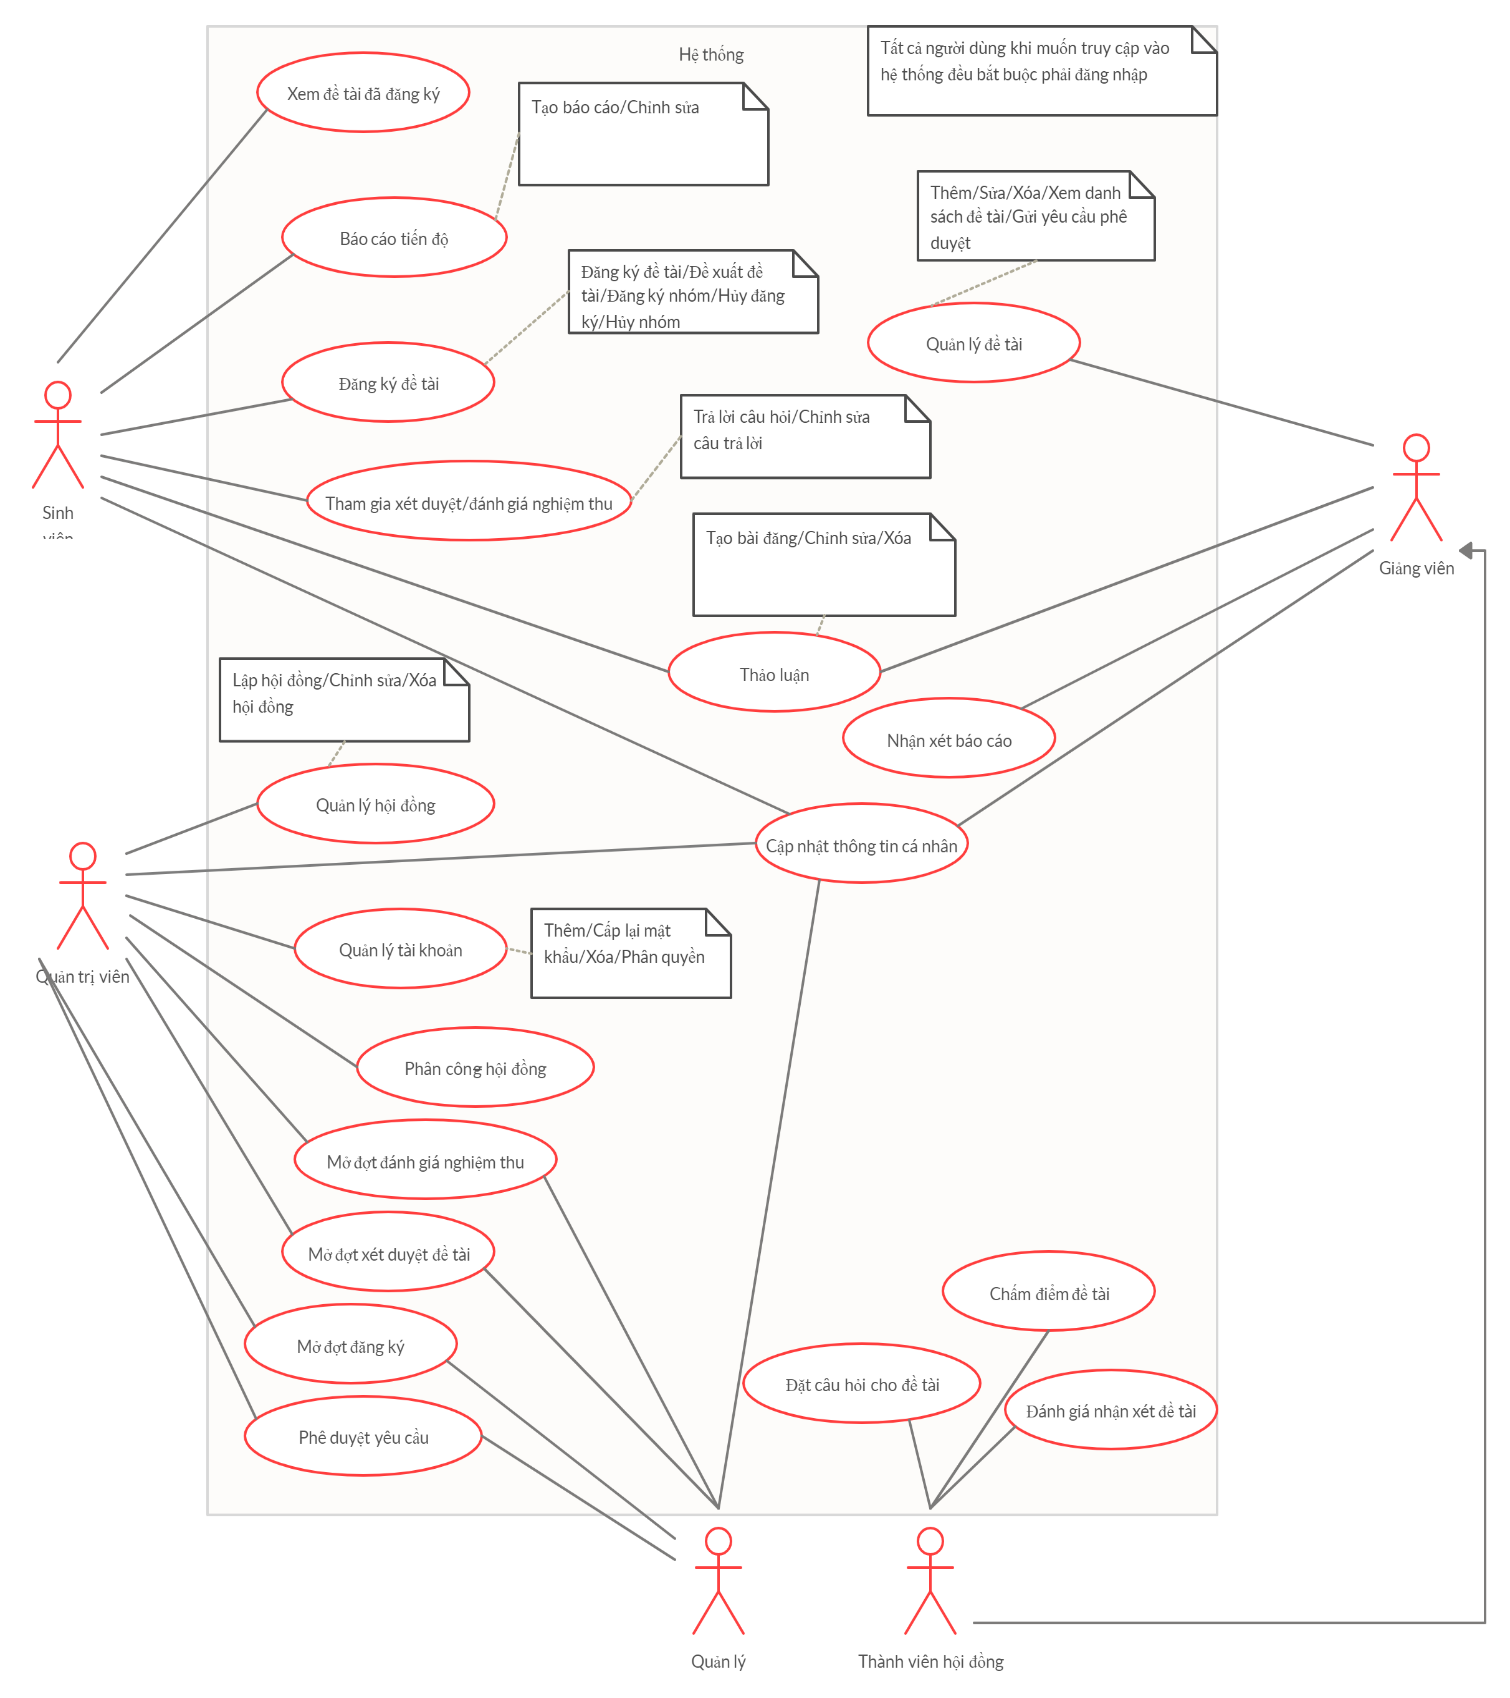 Hệ thống
Tất cả người dùng khi muốn truy cập vào
hệ thống đều bắt buộc phải đăng nhập
Xem đề tài đã đăng ký
Tạo báo cáo/Chỉnh sửa
Thêm/Sửa/Xóa/Xem danh
sách đề tài/Gửi yêu cầu phê
duyệt
Báo cáo tiến độ
Đăng ký đề tài/Đề xuất đề
tài/Đăng ký nhóm/Hủy đăng
ký/Hủy nhóm
Quản lý đề tài
Đăng ký đề tài
Trả lời câu hỏi/Chỉnh sửa
câu trả lời
Tham gia xét duyệt/đánh giá nghiệm thu
Sinh
viên
Tạo bài đăng/Chỉnh sửa/Xóa
Giảng viên
Thảo luận
Lập hội đồng/Chỉnh sửa/Xóa
hội đồng
Nhận xét báo cáo
Quản lý hội đồng
Cập nhật thông tin cá nhân
Thêm/Cấp lại mật
khẩu/Xóa/Phân quyền
Quản lý tài khoản
Quản trị viên
Phân công hội đồng
Mở đợt đánh giá nghiệm thu
Mở đợt xét duyệt đề tài
Chấm điểm đề tài
Mở đợt đăng ký
Đặt câu hỏi cho đề tài
Đánh giá nhận xét đề tài
Phê duyệt yêu cầu
Quản lý
Thành viên hội đồng